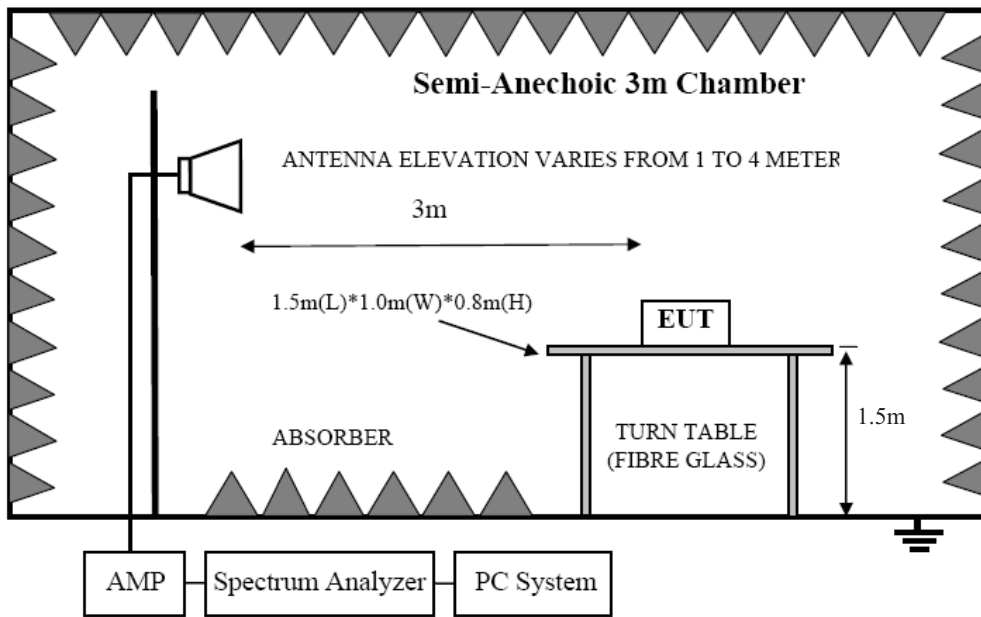 Semi-Anechoic 3m Chamber
ANTENNA ELEVATION VARIES FROM 1 TO 4 METER
3m
1.5m(L)*1.0m(W)*0.8m(H)
EUT
1.5m
ABSORBER
TURN TABLE
(FIBRE GLASS)
AMP
Spectrum Analyzer
PC System